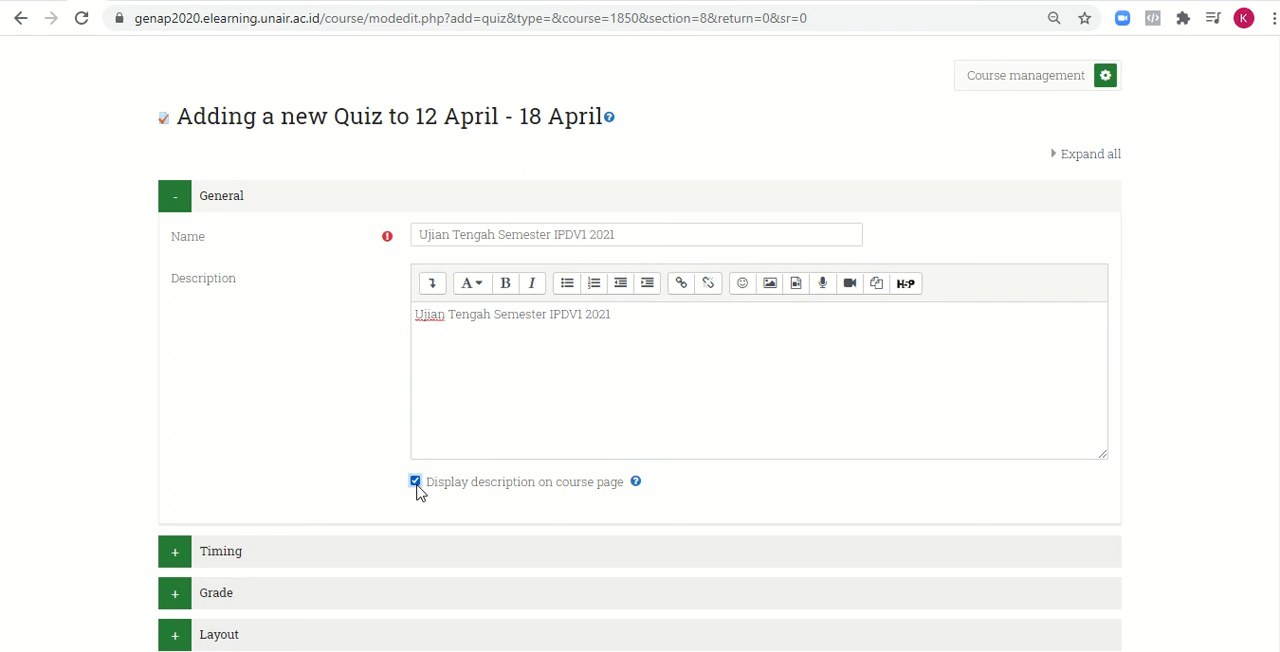 genap2020.elearning.unair.ac.id/course/modedit.php?add=quiz&type=&course=1850&section=8&return=0&sr=0
K
Course management
Adding a new Quiz to 12 April - 18 April
Expand all
- General
Name
Ujian Tengah Semester IPDV1 2021
Description
A B I H5P
Ujian Tengah Semester IPDV1 2021
Display description on course page
+ Timing
+ Grade
+ Layout